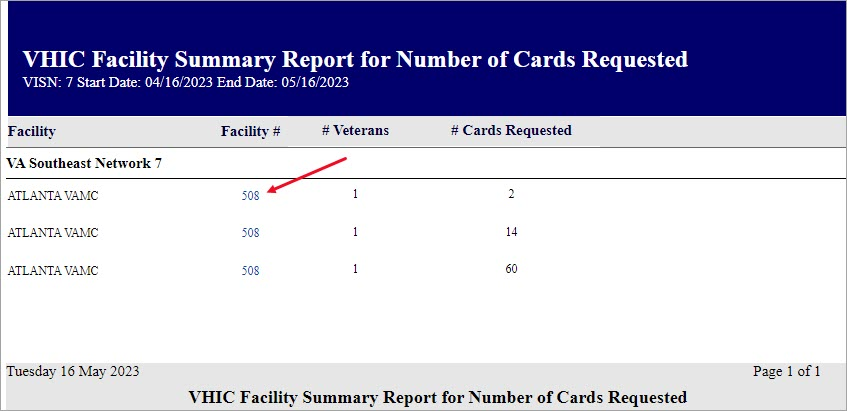 VHIC Facility Summary Report for Number of Cards Requested
VISN: 7 Start Date: 04/16/2023 End Date: 05/16/2023
Facility Facility # # Veterans # Cards Requested
VA Southeast Network 7
ATLANTA VAMC 508 1 2
ATLANTA VAMC 508 1 14
ATLANTA VAMC 508 1 60
Tuesday 16 May 2023 Page 1 of 1
VHIC Facility Summary Report for Number of Cards Requested